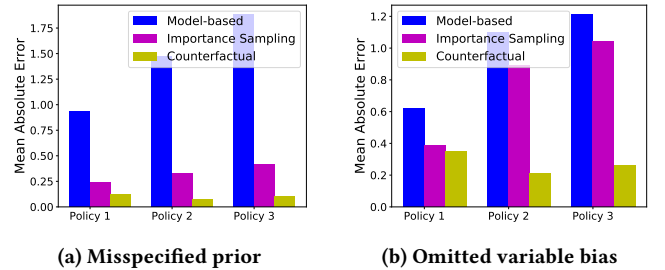 Mean Absolute Error
1.75
1.50
1.25
1.00
0.75
0.50
0.25
0.00
Model-based
Importance Sampling
Counterfactual
Policy 1 Policy 2 Policy 3
(a) Misspecified prior
Mean Absolute Error
1.2
1.0
0.8
0.6
0.4
0.2
0.0
Model-based
Importance Sampling
Counterfactual
Policy 1 Policy 2 Policy 3
(b) Omitted variable bias